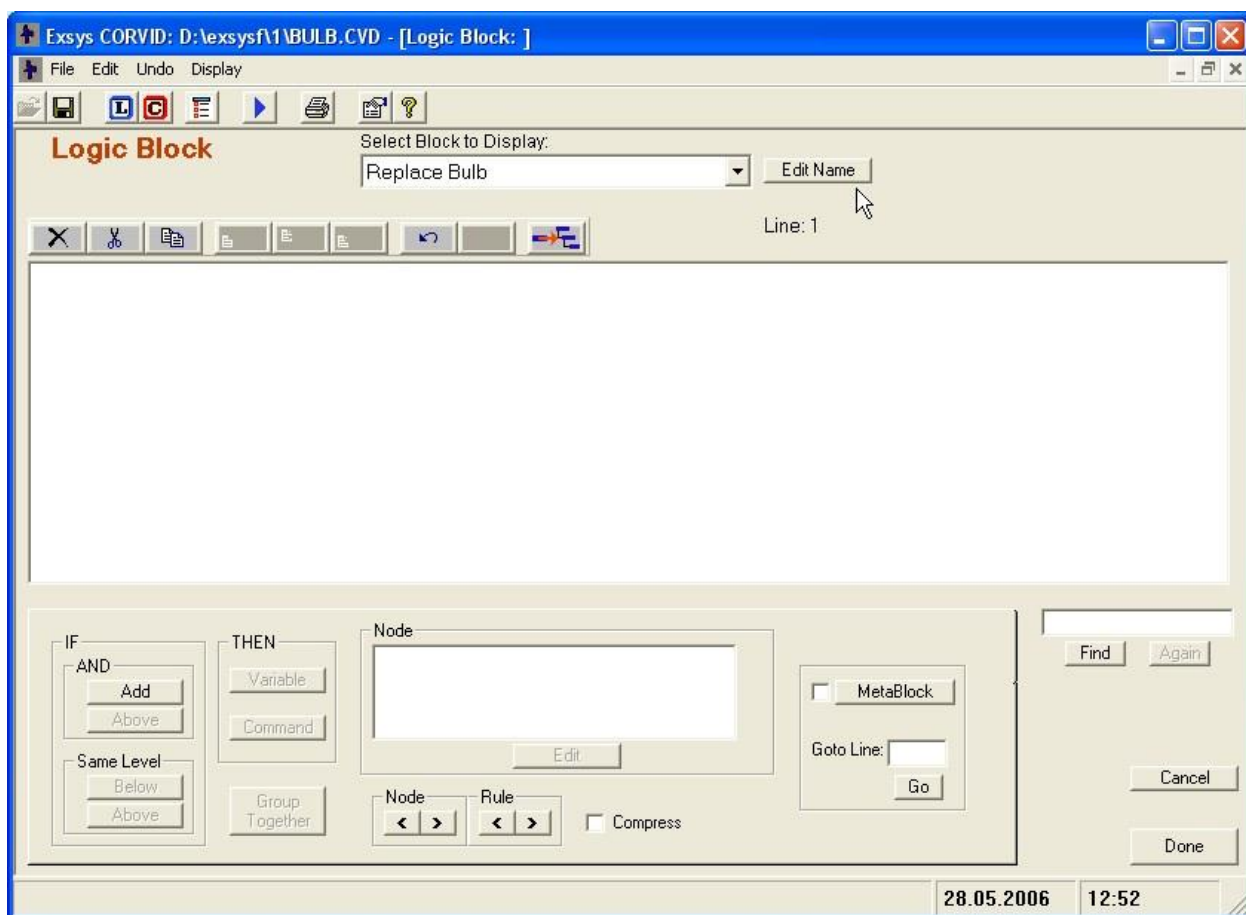 Exsys CORVID: D:\exsysf\1\BULB.CVD - [Logic Block: ]
File Edit Undo Display
L C
Logic Block
Select Block to Display:
Replace Bulb
Edit Name
Line: 1
IF
AND
Add
Above
Same Level
Below
Above
THEN
Variable
Command
Group
Together
Node
Edit
Node
< >
Rule
< >
Compress
MetaBlock
Goto Line:
Go
Find Again
Cancel
Done
28.05.2006 12:52